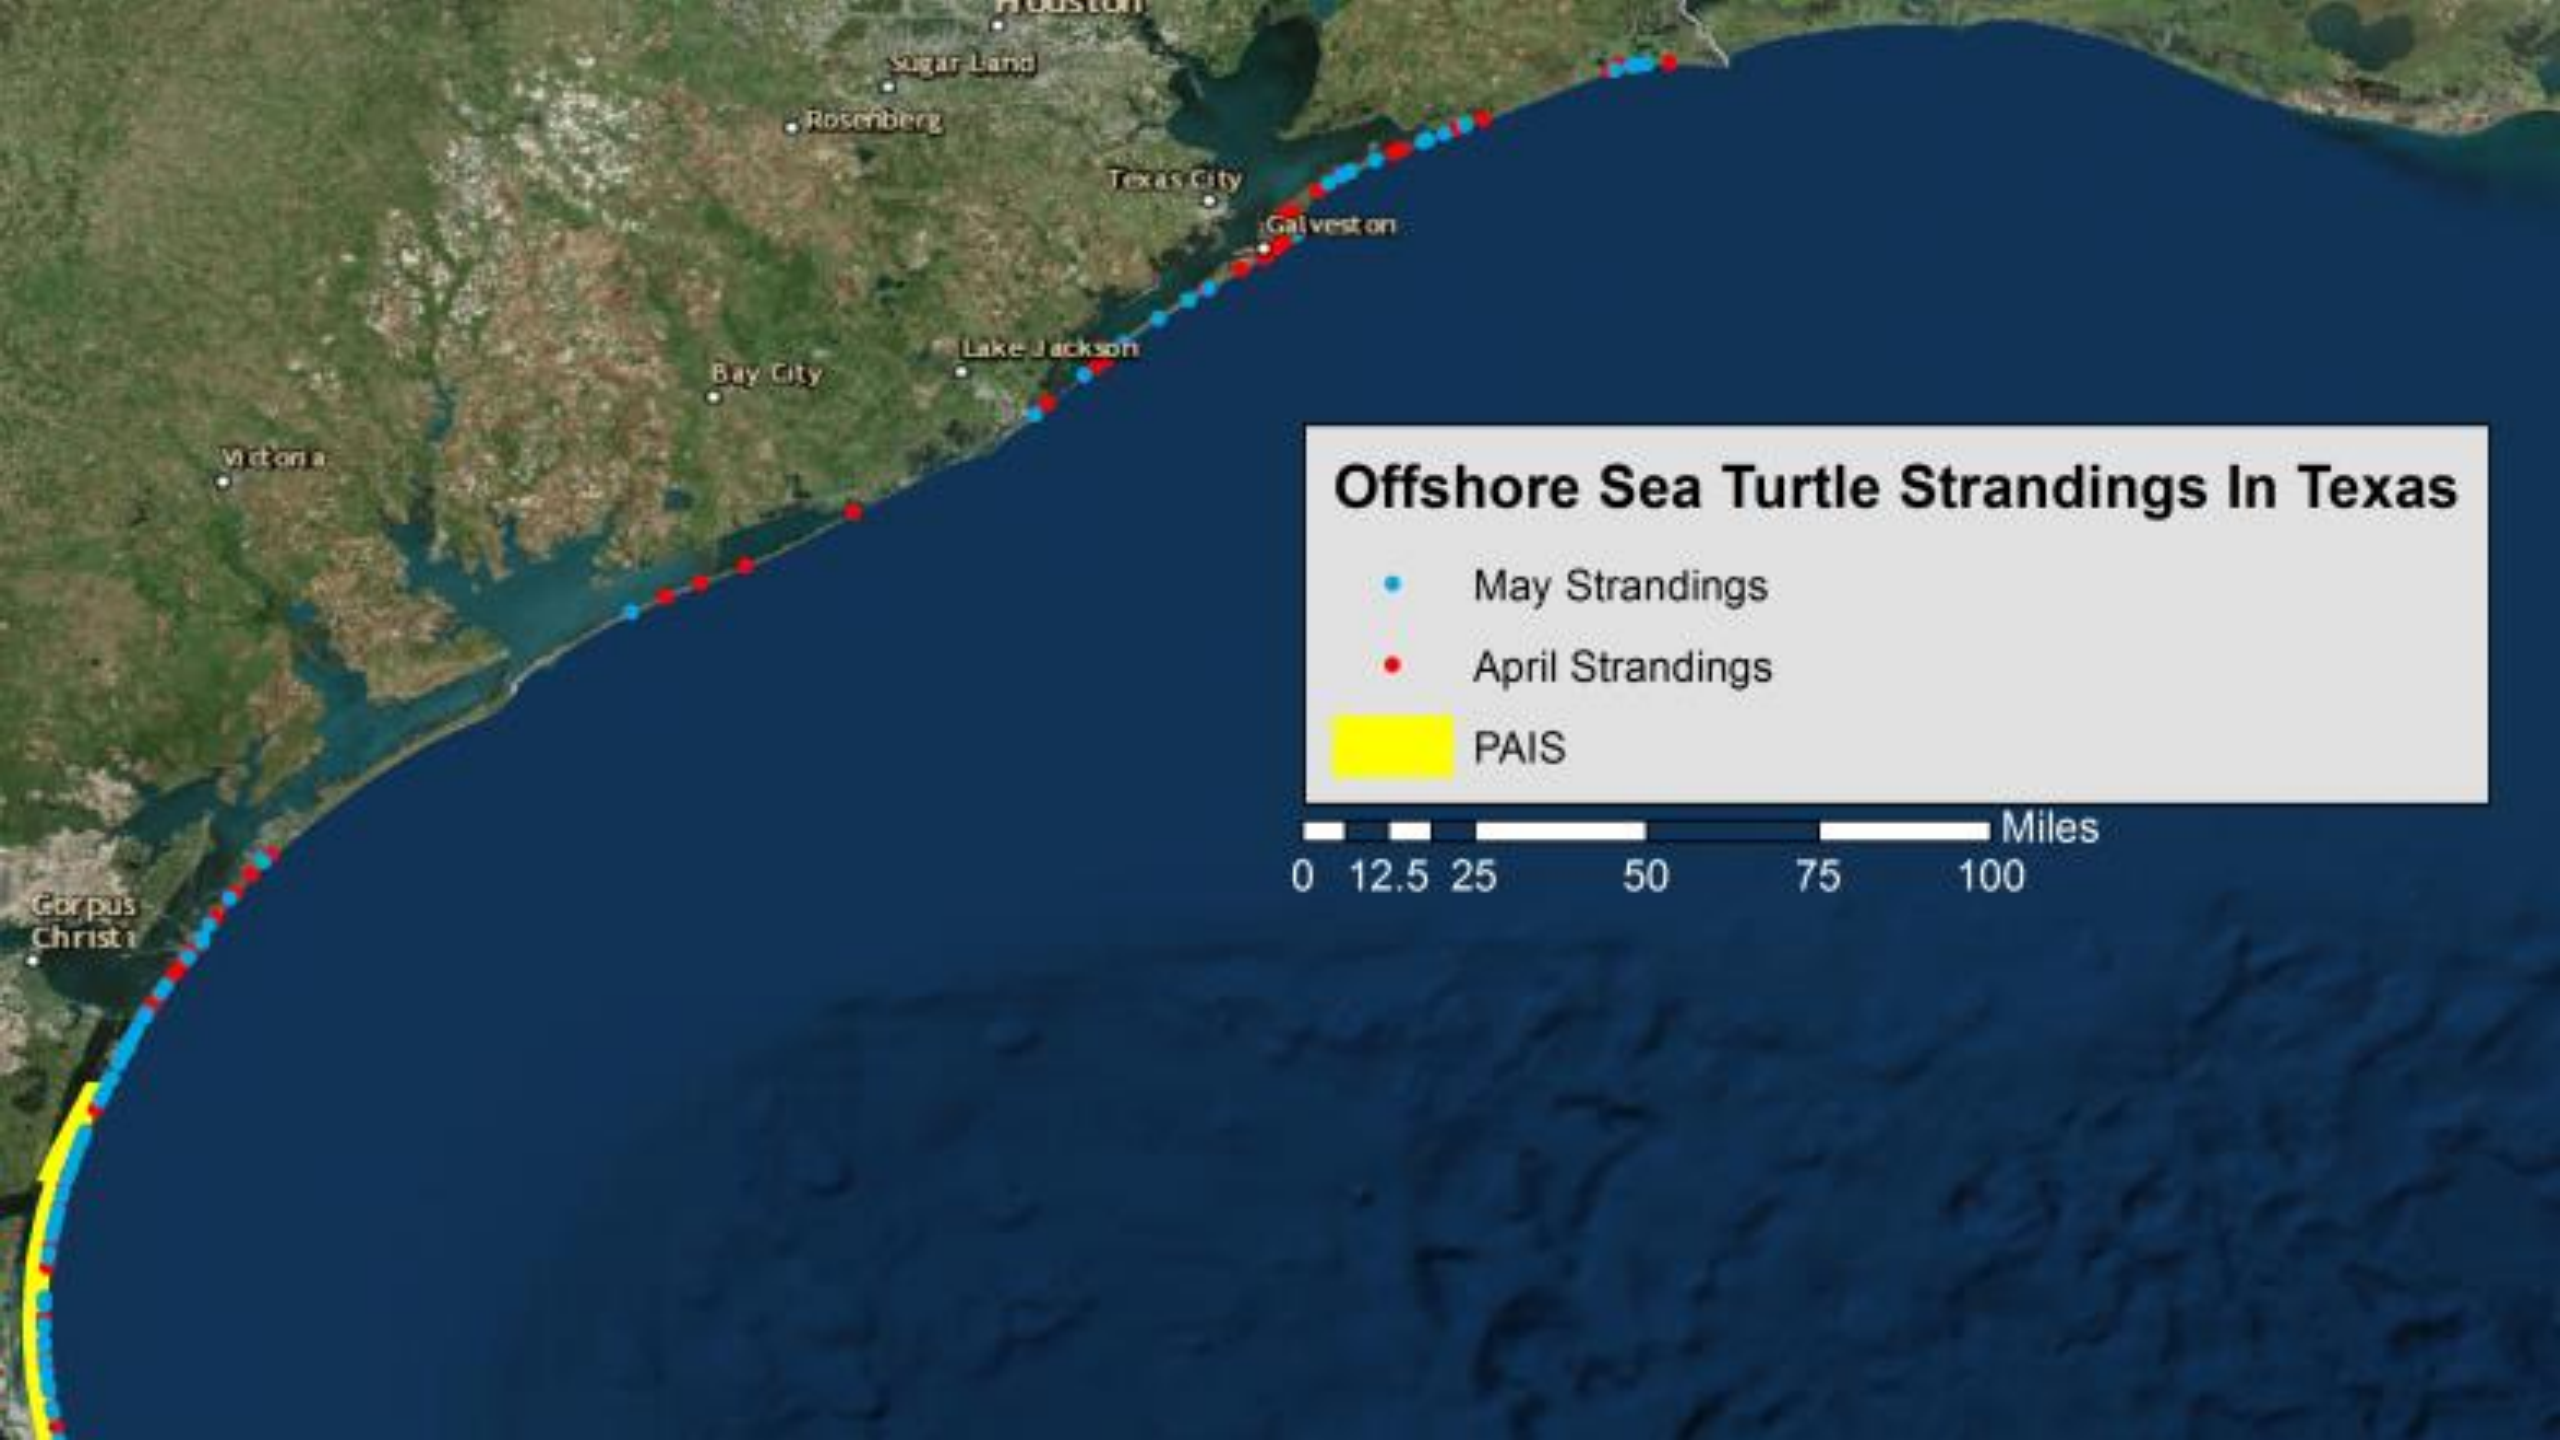 Houston
Sugar Land
Rosenberg
Texas City
Galveston
Lake Jackson
Bay City
Victoria
Corpus
Christi
Offshore Sea Turtle Strandings In Texas
May Strandings
April Strandings
PAIS
Miles
0 12.5 25 50 75 100